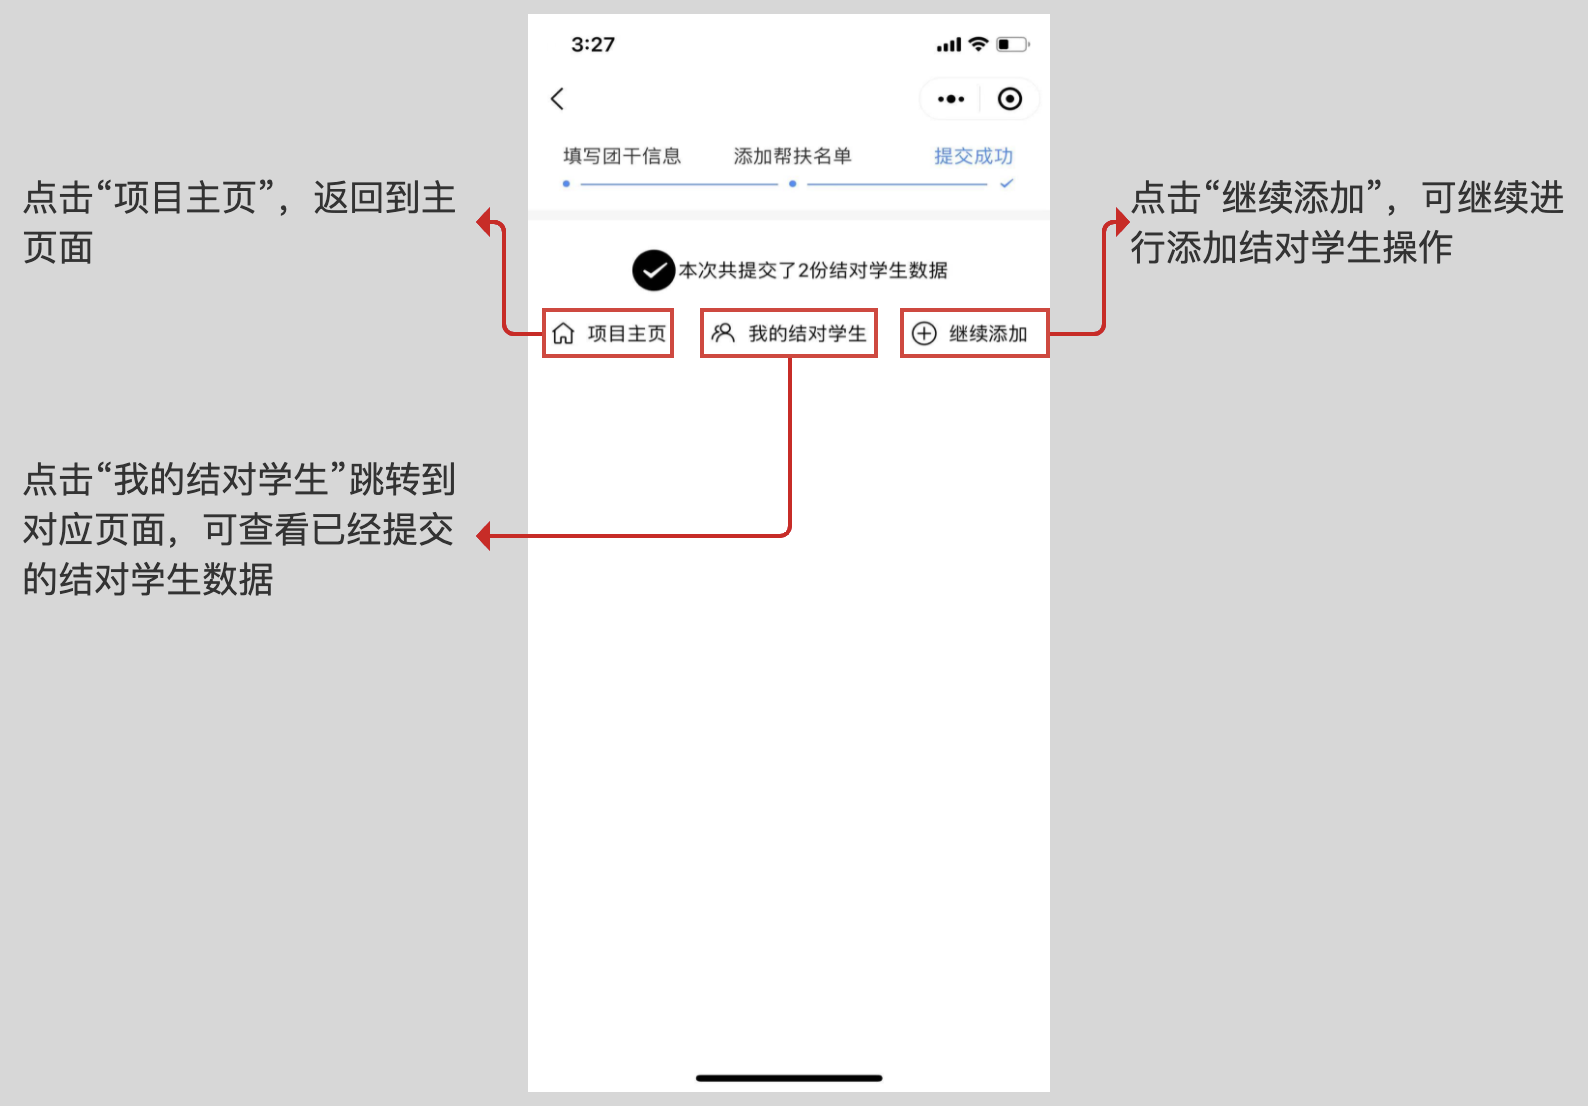 3:27
填写团干信息 添加帮扶名单 提交成功
点击“项目主页”，返回到主
页面
点击“继续添加”，可继续进
行添加结对学生操作
本次共提交了2份结对学生数据
项目主页 我的结对学生 继续添加
点击“我的结对学生”跳转到
对应页面，可查看已经提交
的结对学生数据